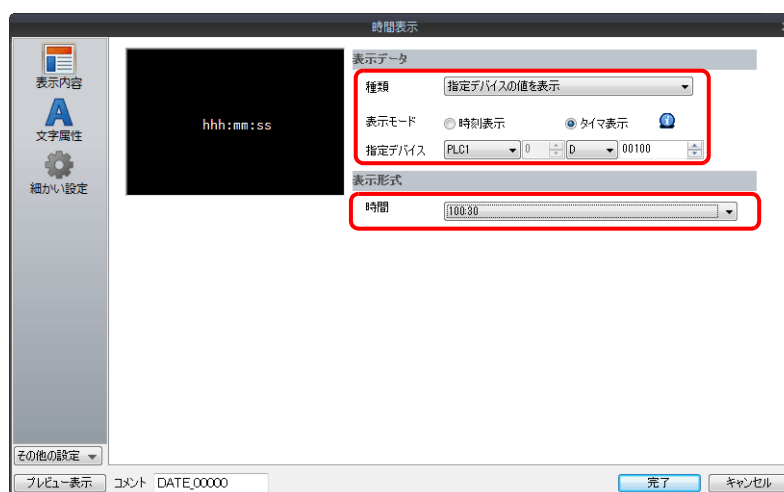 時間表示
表示内容
文字属性
細かい設定
hhh:mm:ss
表示データ
種類 指定デバイスの値を表示
表示モード 時刻表示 タイマ表示
指定デバイス PLC1 0 D 00100
表示形式
時間 100:30
その他の設定
プレビュー表示 コメント DATE_00000 完了 キャンセル